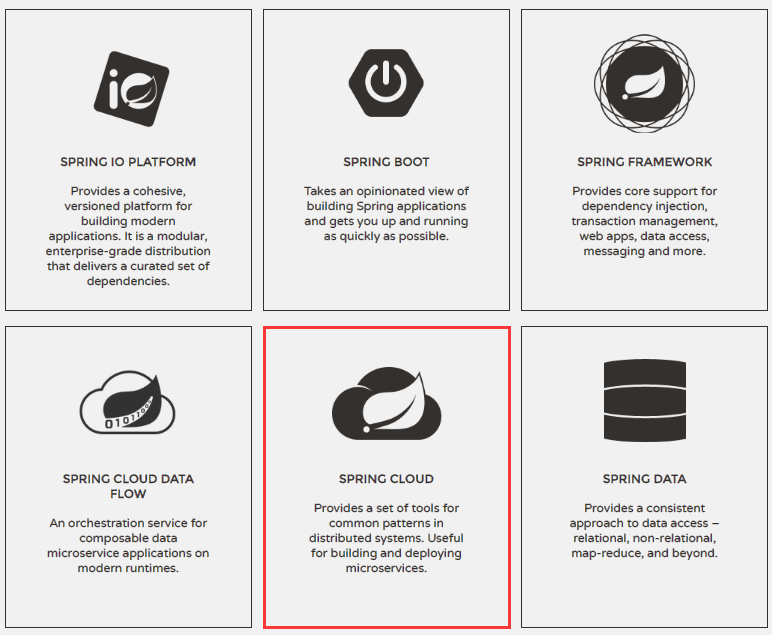 SPRING IO PLATFORM
Provides a cohesive,
versioned platform for
building modern
applications. It is a modular,
enterprise-grade distribution
that delivers a curated set of
dependencies.
SPRING BOOT
Takes an opinionated view of
building Spring applications
and gets you up and running
as quickly as possible.
SPRING FRAMEWORK
Provides core support for
dependency injection,
transaction management,
web apps, data access,
messaging and more.
SPRING CLOUD DATA
FLOW
An orchestration service for
composable data
microservice applications on
modern runtimes.
SPRING CLOUD
Provides a set of tools for
common patterns in
distributed systems. Useful
for building and deploying
microservices.
SPRING DATA
Provides a consistent
approach to data access –
relational, non-relational,
map-reduce, and beyond.